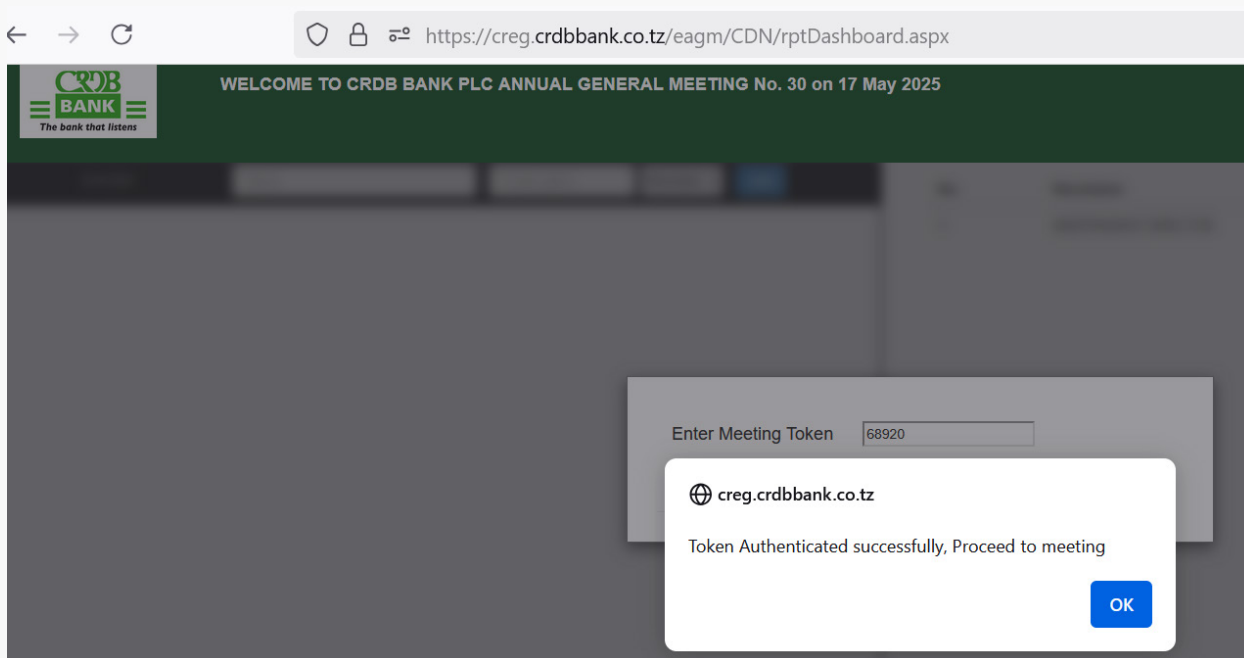 https://creg.crdbbank.co.tz/eagm/CDN/rptDashboard.aspx
CRDB
BANK
The bank that listens
WELCOME TO CRDB BANK PLC ANNUAL GENERAL MEETING No. 30 on 17 May 2025
Enter Meeting Token 68920
creg.crdbbank.co.tz
Token Authenticated successfully, Proceed to meeting
OK